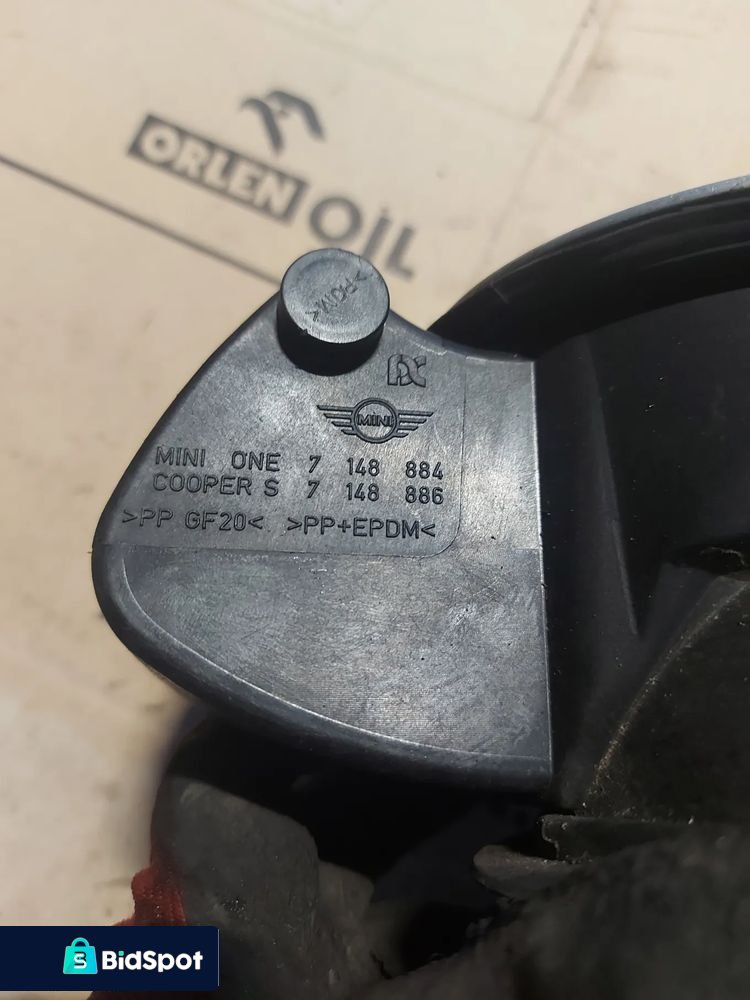 ORLEN OIL
>POM<
MINI
MINI ONE 7 148 884
COOPER S 7 148 886
>PP GF20< >PP+EPDM<
BidSpot